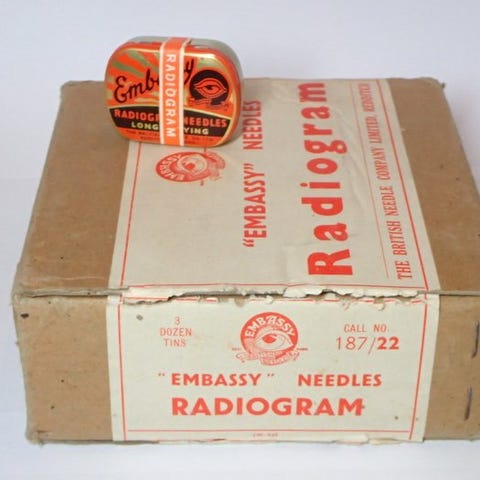 Embassy
RADIOGRAM NEEDLES
LONG PLAYING
RADIOGRAM
"EMBASSY" NEEDLES
Radiogram
THE BRITISH NEEDLE COMPANY LIMITED, REDDITCH
3
DOZEN
TINS
EMBASSY
CALL NO.
187/22
"EMBASSY" NEEDLES
RADIOGRAM